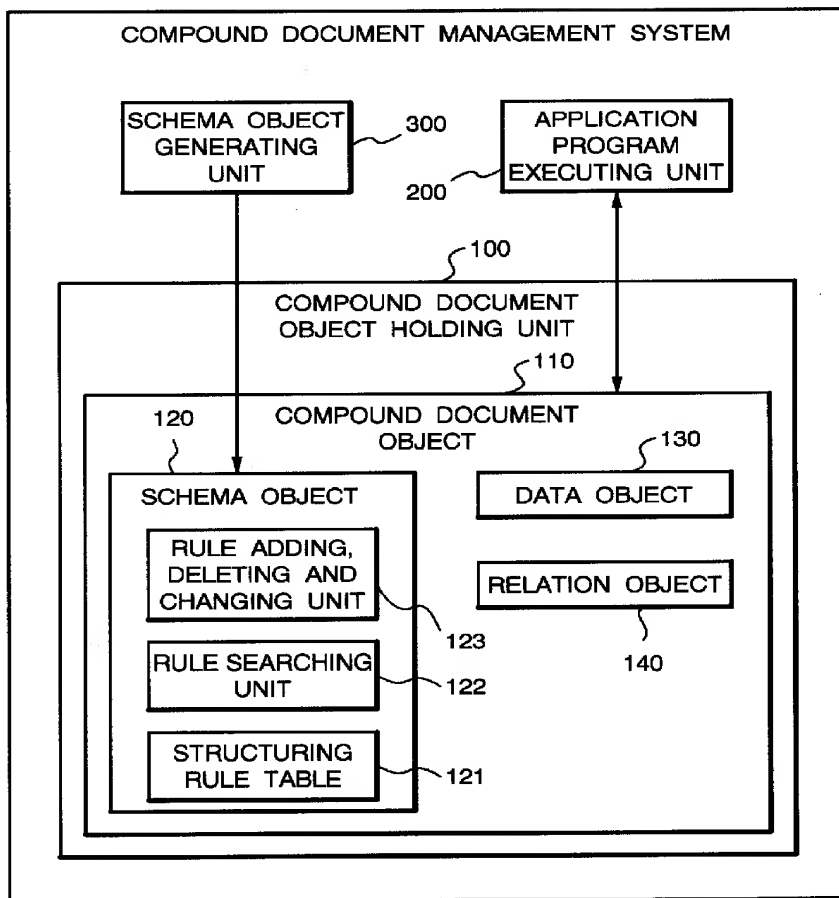 COMPOUND DOCUMENT MANAGEMENT SYSTEM
SCHEMA OBJECT
GENERATING
UNIT
300
APPLICATION
PROGRAM
EXECUTING UNIT
200
100
COMPOUND DOCUMENT
OBJECT HOLDING UNIT
110
COMPOUND DOCUMENT
OBJECT
120
SCHEMA OBJECT
130
DATA OBJECT
RULE ADDING,
DELETING AND
CHANGING UNIT
123
RELATION OBJECT
140
RULE SEARCHING
UNIT
122
STRUCTURING
RULE TABLE
121